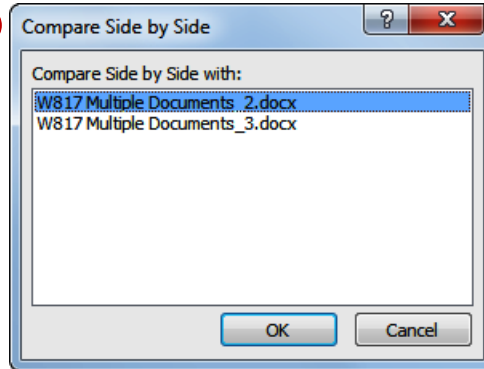 Compare Side by Side
?
Compare Side by Side with:
W817 Multiple Documents_2.docx
W817 Multiple Documents_3.docx
OK Cancel